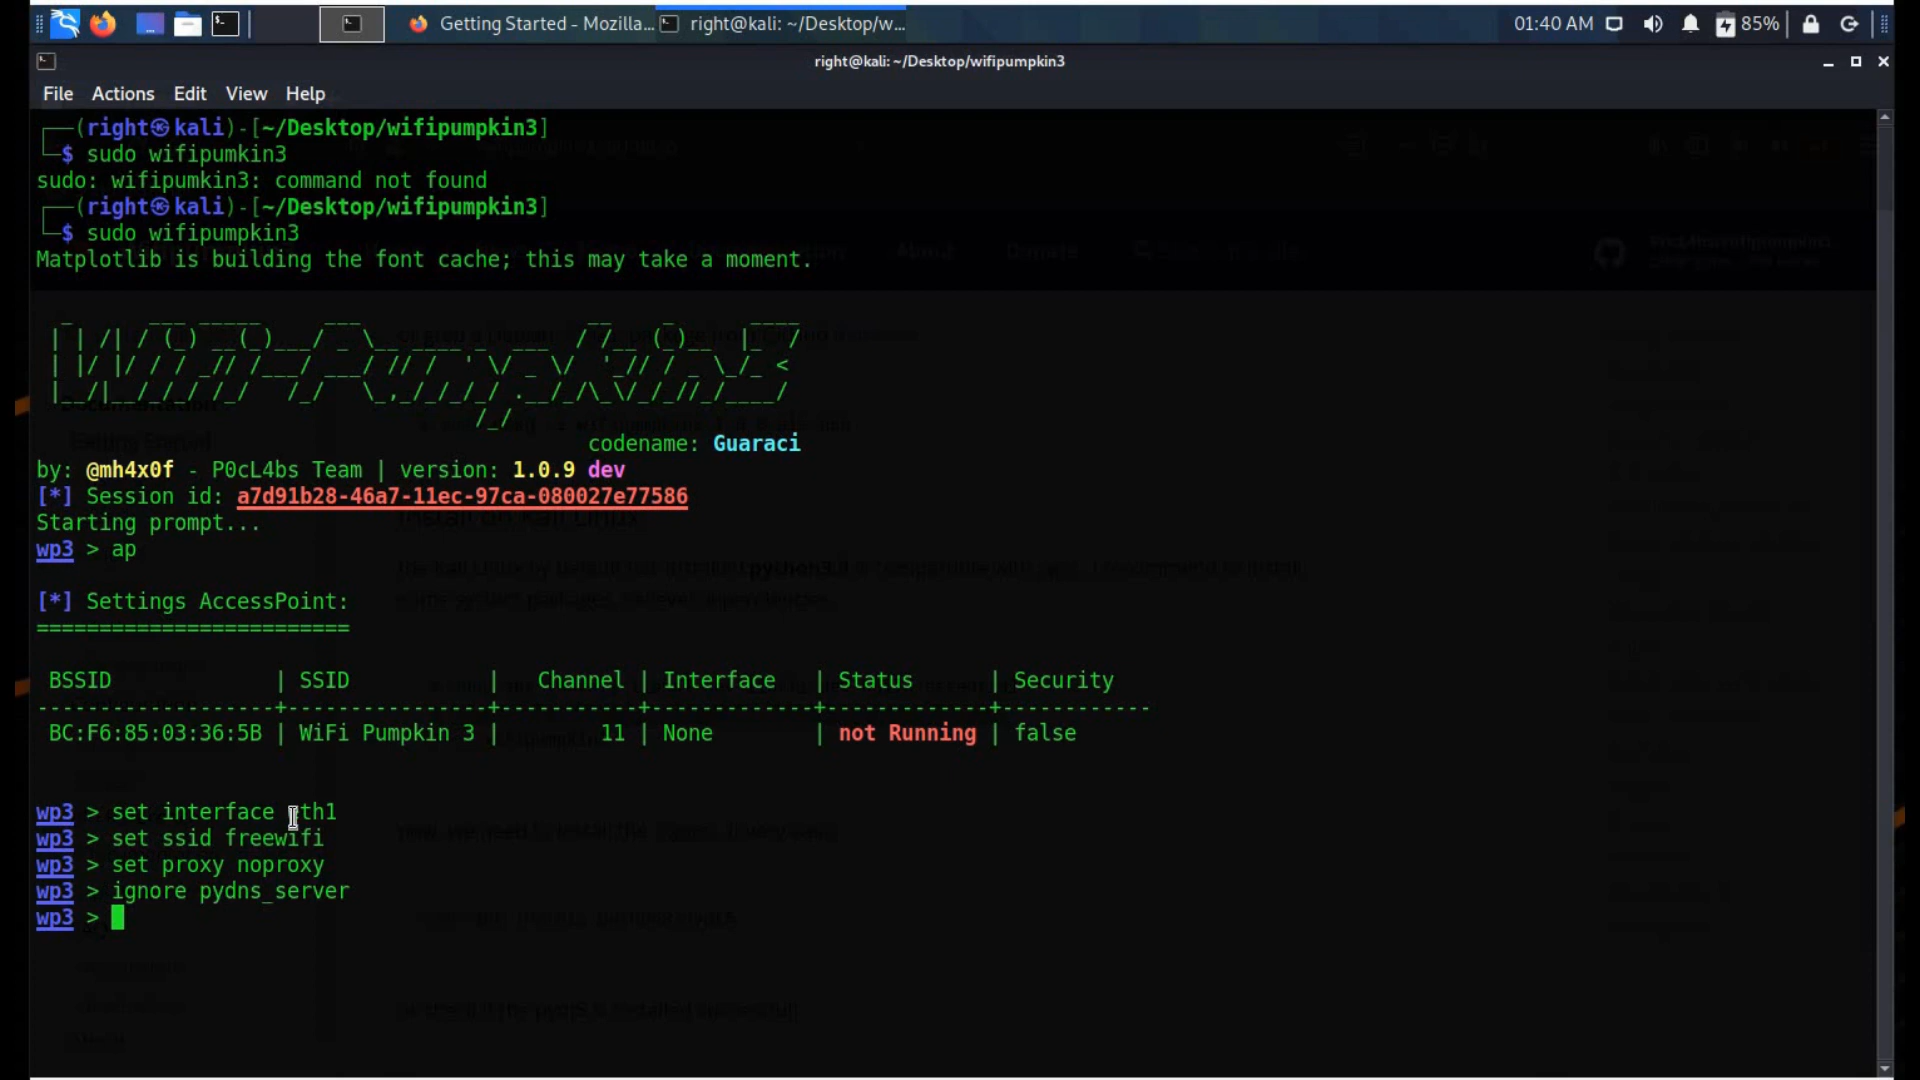 Getting Started - Mozilla...
right@kali: ~/Desktop/w...
01:40 AM
85%
right@kali: ~/Desktop/wifipumpkin3
File Actions Edit View Help
(right㉿kali)-[~/Desktop/wifipumpkin3]
$ sudo wifipumkin3
sudo: wifipumkin3: command not found
(right㉿kali)-[~/Desktop/wifipumpkin3]
$ sudo wifipumpkin3
Matplotlib is building the font cache; this may take a moment.
WiFi-Pumpkin3
codename: Guaraci
by: @mh4x0f - P0cL4bs Team | version: 1.0.9 dev
[*] Session id: a7d91b28-46a7-11ec-97ca-080027e77586
Starting prompt...
wp3 > ap
[*] Settings AccessPoint:
=========================
BSSID | SSID | Channel | Interface | Status | Security
BC:F6:85:03:36:5B | WiFi Pumpkin 3 | 11 | None | not Running | false
wp3 > set interface eth1
wp3 > set ssid freewifi
wp3 > set proxy noproxy
wp3 > ignore pydns_server
wp3 >